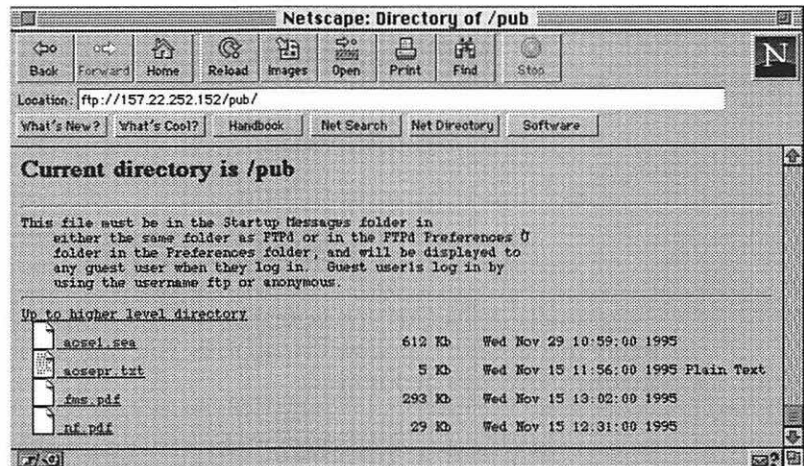 Netscape: Directory of /pub
Back Forward Home Reload Images Open Print Find Stop
N
Location: ftp://157.22.252.152/pub/
What's New? What's Cool? Handbook Net Search Net Directory Software
Current directory is /pub
This file must be in the Startup Messages folder in
either the same folder as FTPd or in the FTPd Preferences
folder in the Preferences folder, and will be displayed to
any guest user when they log in. Guest useris log in by
using the username ftp or anonymous.
Up to higher level directory
612 Kb Wed Nov 29 10:59:00 1995
5 Kb Wed Nov 15 11:56:00 1995 Plain Text
fms.pdf 293 Kb Wed Nov 15 13:02:00 1995
nf.pdf 29 Kb Wed Nov 15 12:31:00 1995